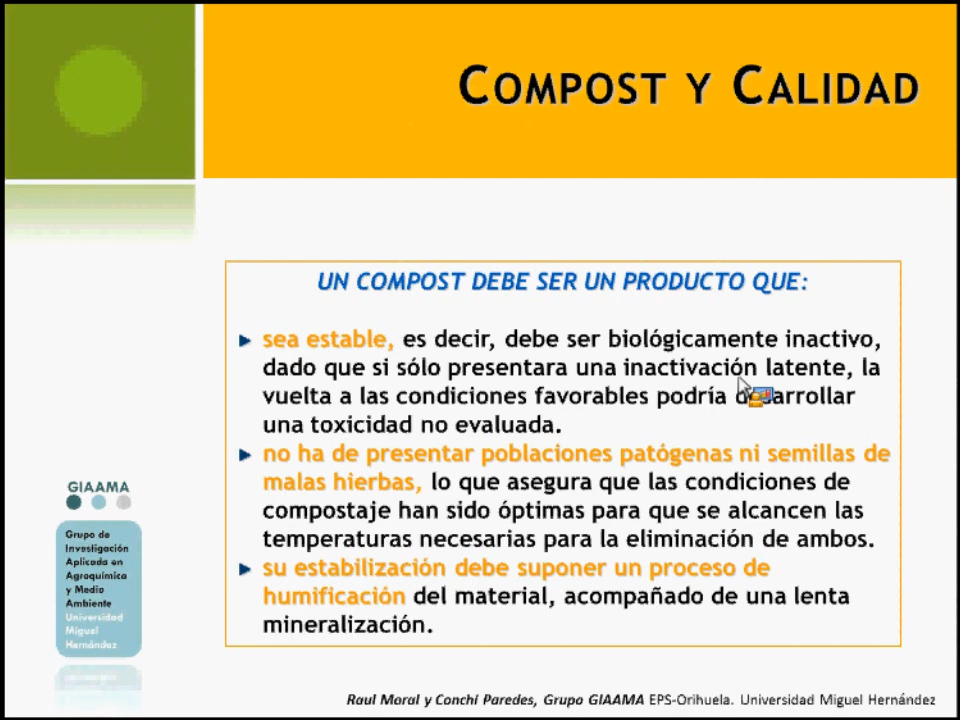 COMPOST Y CALIDAD
UN COMPOST DEBE SER UN PRODUCTO QUE:
sea estable, es decir, debe ser biológicamente inactivo,
dado que si sólo presentara una inactivación latente, la
vuelta a las condiciones favorables podría desarrollar
una toxicidad no evaluada.
no ha de presentar poblaciones patógenas ni semillas de
malas hierbas, lo que asegura que las condiciones de
compostaje han sido óptimas para que se alcancen las
temperaturas necesarias para la eliminación de ambos.
su estabilización debe suponer un proceso de
humificación del material, acompañado de una lenta
mineralización.
GIAAMA
Grupo de
Investigación
Aplicada en
Agroquímica
y Medio
Ambiente
Universidad
Miguel
Hernández
Raul Moral y Conchi Paredes, Grupo GIAAMA EPS-Orihuela. Universidad Miguel Hernández